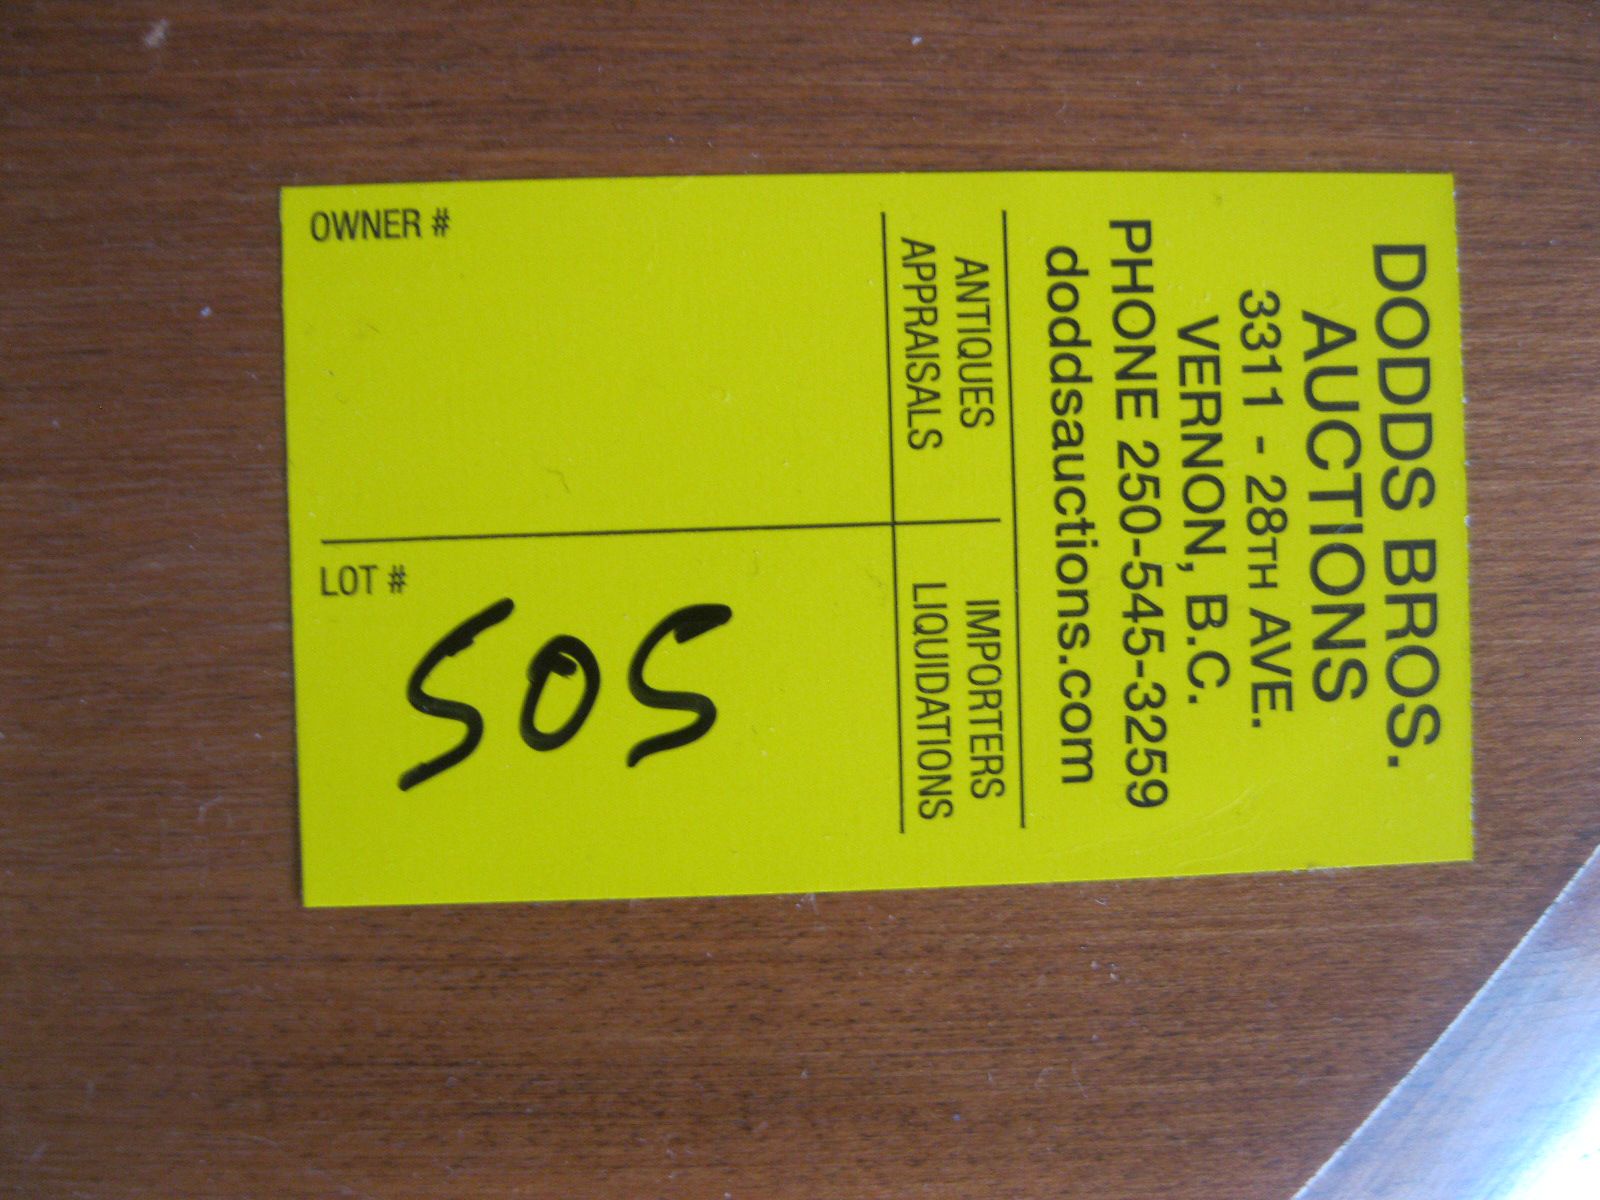 DODDS BROS.
AUCTIONS
3311 - 28TH AVE.
VERNON, B.C.
PHONE 250-545-3259
doddsauctions.com
ANTIQUES
APPRAISALS
IMPORTERS
LIQUIDATIONS
OWNER #
LOT #
505